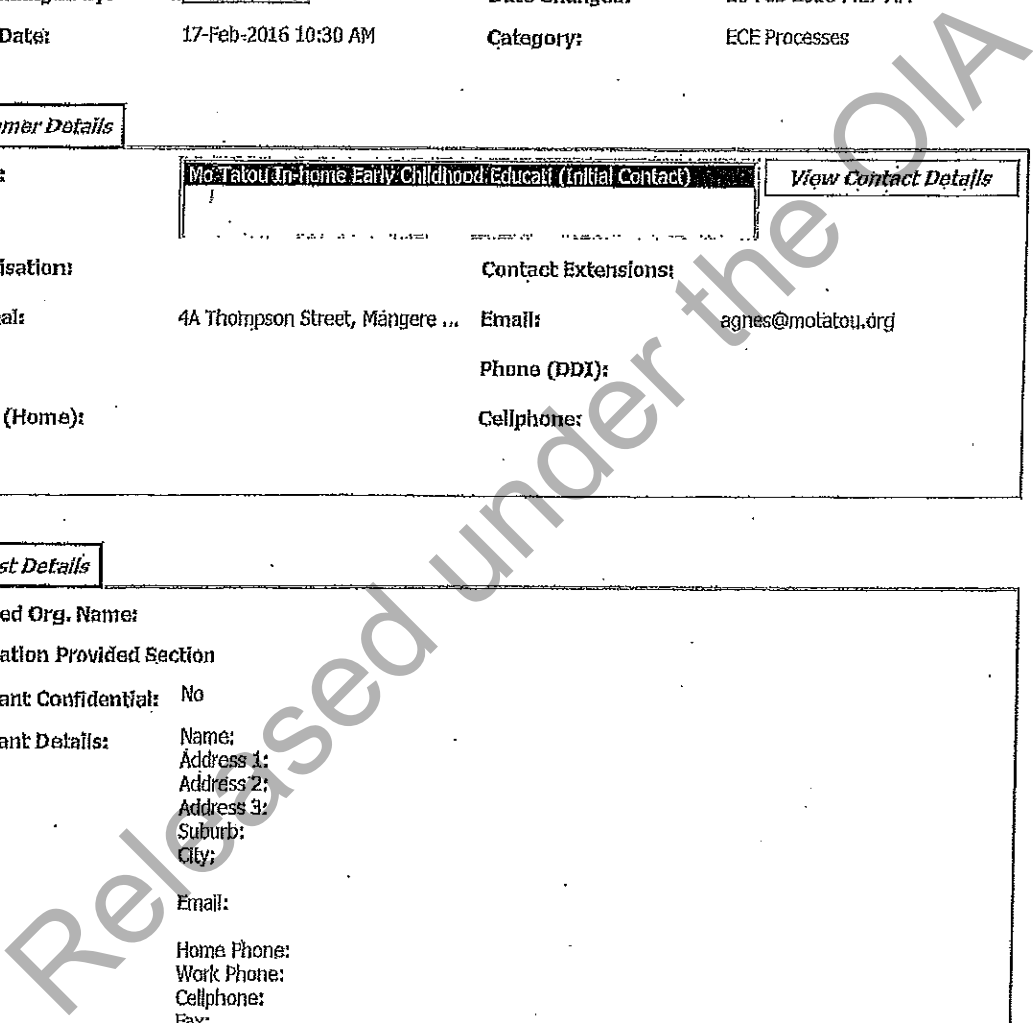 Date: 17-Feb-2016 10:30 AM Category: ECE Processes
mer Details
Mo Tatou In-home Early Childhood Educati (Initial Contact) View Contact Details
isation: Contact Extensions:
al: 4A Thompson Street, Mangere ... Email: agnes@motatou.org
Phone (DDI):
(Home): Cellphone:
st Details
ed Org. Name:
ation Provided Section
ant Confidential: No
ant Details: Name:
Address 1:
Address 2:
Address 3:
Suburb:
City:
Email:
Home Phone:
Work Phone:
Cellphone:
Fax:
Released under the OIA